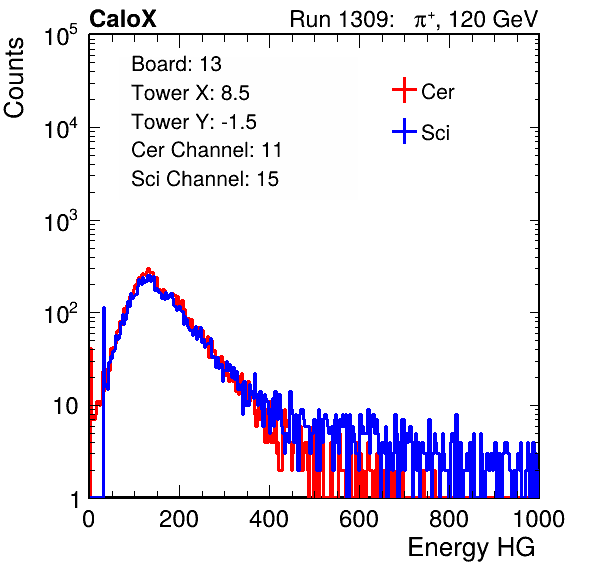 CaloX Run 1309: π⁺, 120 GeV
Counts
10⁵
10⁴
10³
10²
10
1
Board: 13
Tower X: 8.5
Tower Y: -1.5
Cer Channel: 11
Sci Channel: 15
Cer
Sci
0 200 400 600 800 1000
Energy HG